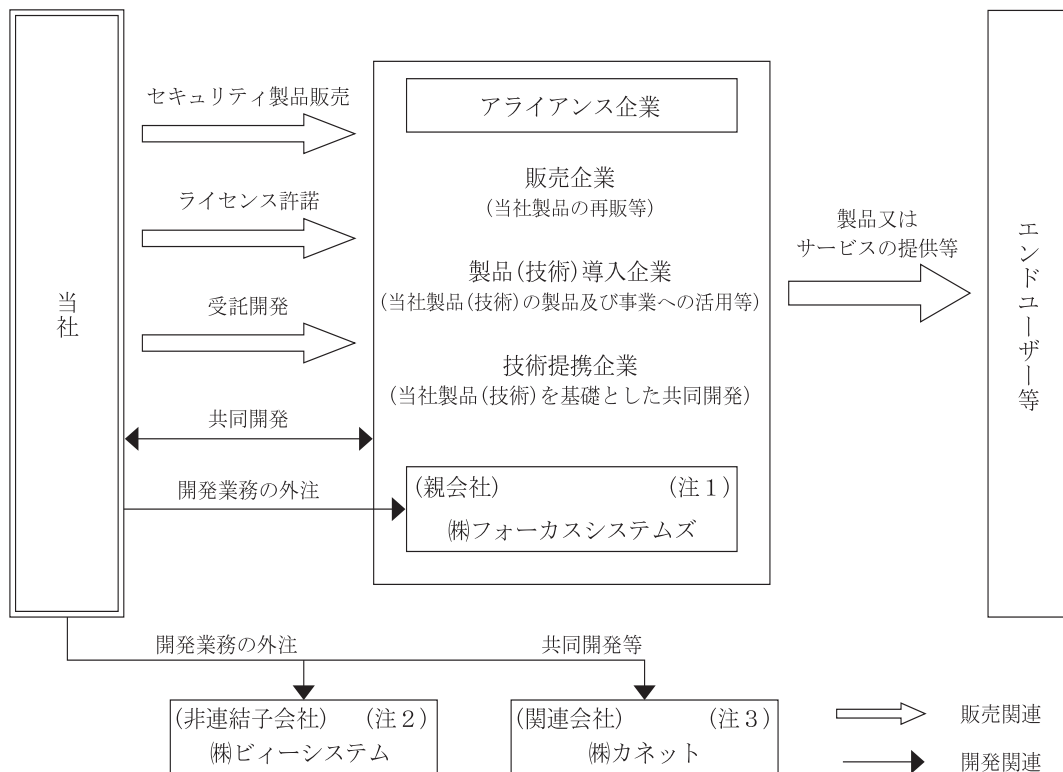 当社
セキュリティ製品販売
ライセンス許諾
受託開発
共同開発
開発業務の外注
アライアンス企業
販売企業
(当社製品の再販等)
製品(技術)導入企業
(当社製品(技術)の製品及び事業への活用等)
技術提携企業
(当社製品(技術)を基礎とした共同開発)
(親会社) (注1)
㈱フォーカスシステムズ
製品又は
サービスの提供等
エンドユーザー等
開発業務の外注
共同開発等
(非連結子会社) (注2)
㈱ビィーシステム
(関連会社) (注3)
㈱カネット
販売関連
開発関連